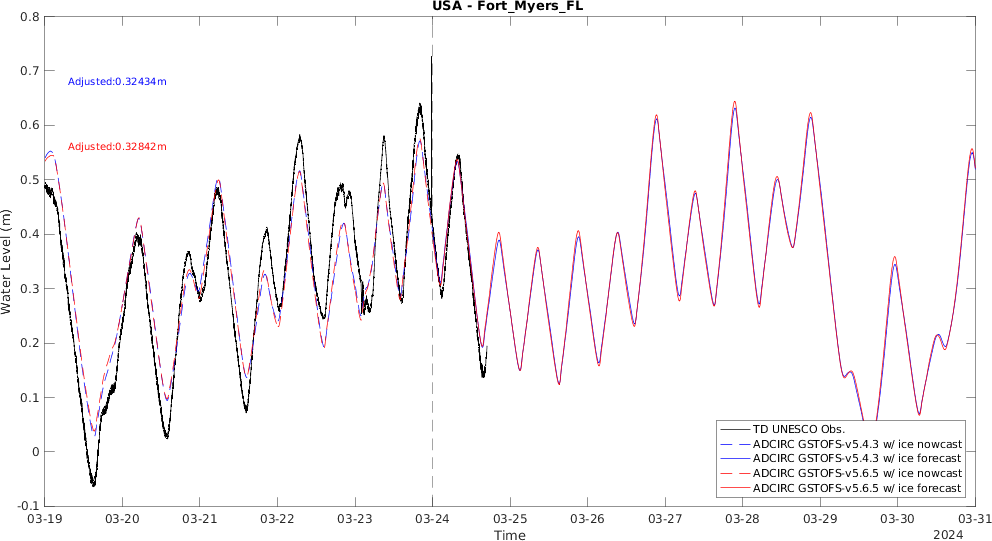 USA - Fort_Myers_FL
0.8
0.7
0.6
0.5
0.4
0.3
0.2
0.1
0
-0.1
Water Level (m)
Adjusted:0.32434m
Adjusted:0.32842m
TD UNESCO Obs.
ADCIRC GSTOFS-v5.4.3 w/ ice nowcast
ADCIRC GSTOFS-v5.4.3 w/ ice forecast
ADCIRC GSTOFS-v5.6.5 w/ ice nowcast
ADCIRC GSTOFS-v5.6.5 w/ ice forecast
03-19 03-20 03-21 03-22 03-23 03-24 03-25 03-26 03-27 03-28 03-29 03-30 03-31
Time
2024